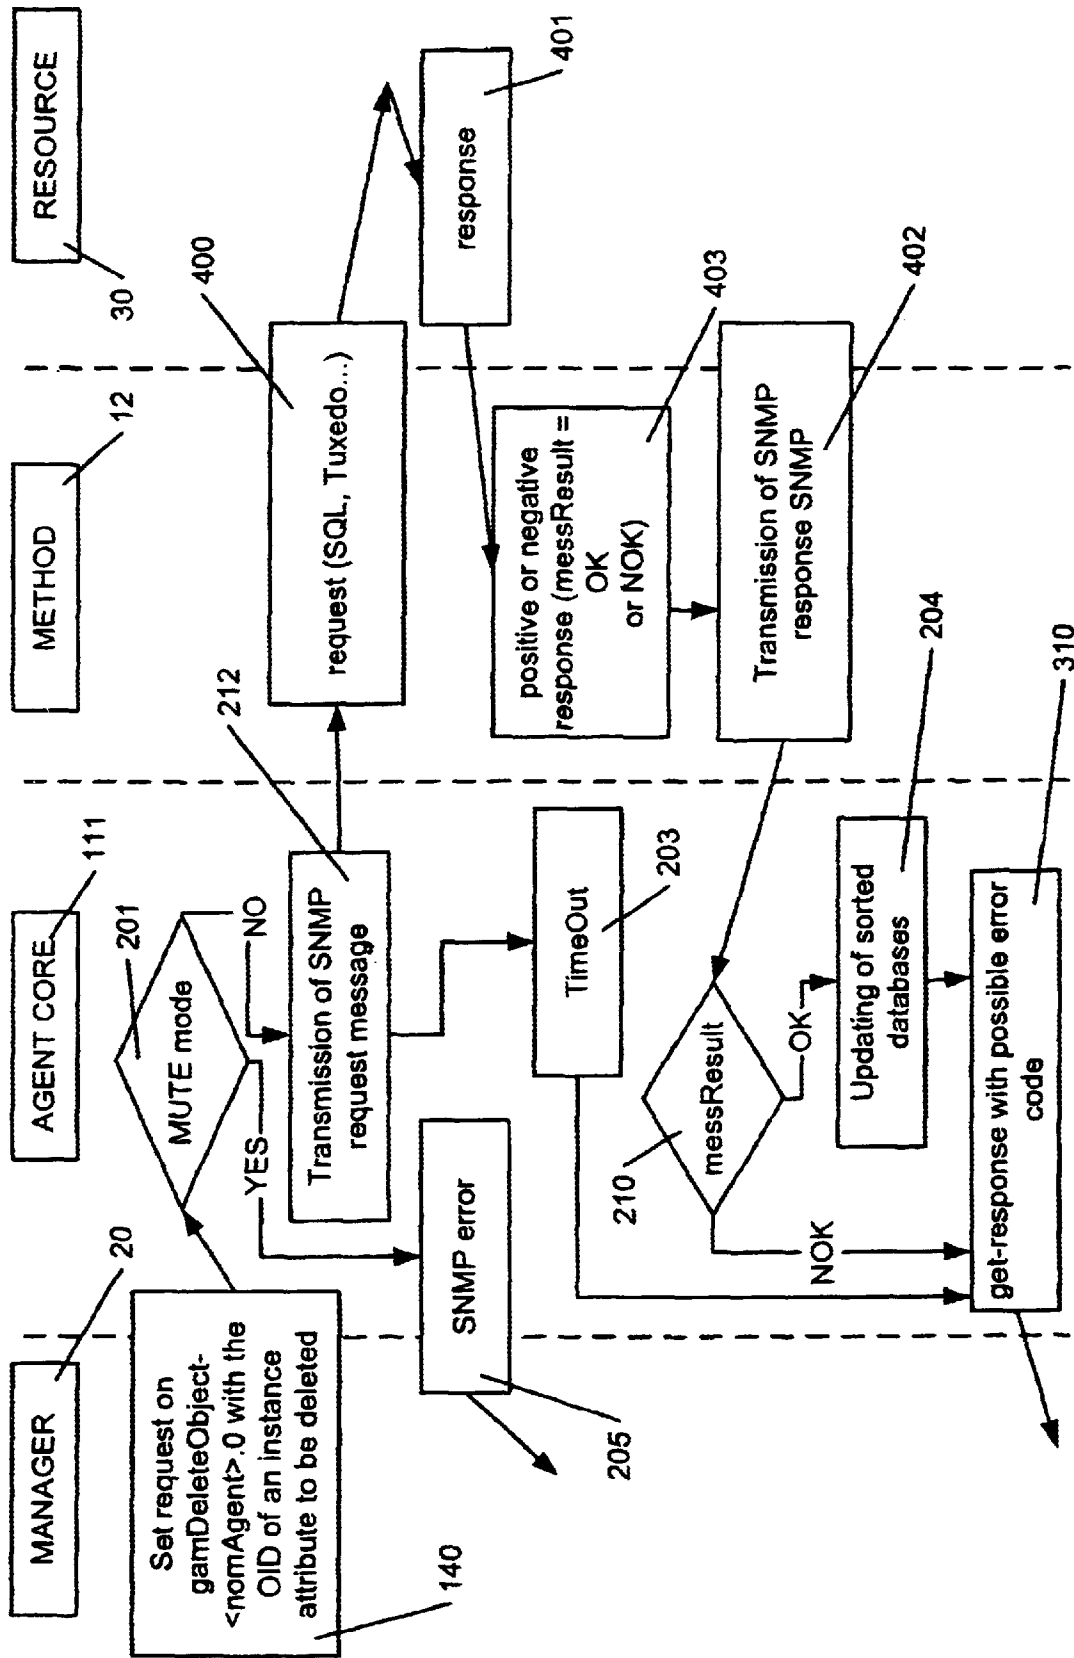 MANAGER
20
AGENT CORE
111
METHOD
12
RESOURCE
30
Set request on
gamDeleteObject-
<nomAgent>.0 with the
OID of an instance
attribute to be deleted
140
MUTE mode
201
YES
NO
Transmission of SNMP
request message
212
request (SQL, Tuxedo...)
400
response
401
SNMP error
205
TimeOut
203
positive or negative
response (messResult =
OK
or NOK)
403
Transmission of SNMP
response SNMP
402
messResult
210
OK
NOK
Updating of sorted
databases
204
get-response with possible error
code
310